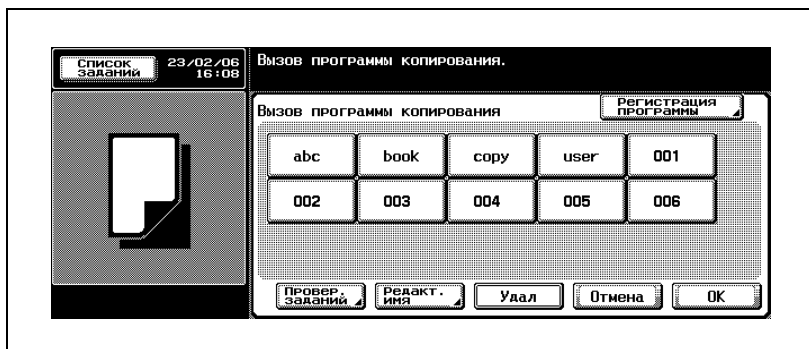 Список
заданий
23/02/06
16:08
Вызов программы копирования.
Вызов программы копирования
Регистрация
программы
abc book copy user 001
002 003 004 005 006
Провер.
заданий
Редакт.
имя
Удал
Отмена
OK